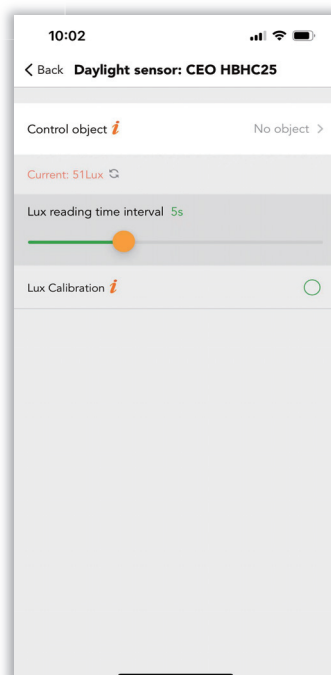 10:02
Back Daylight sensor: CEO HBHC25
Control object i No object
Current: 51Lux
Lux reading time interval 5s
Lux Calibration i